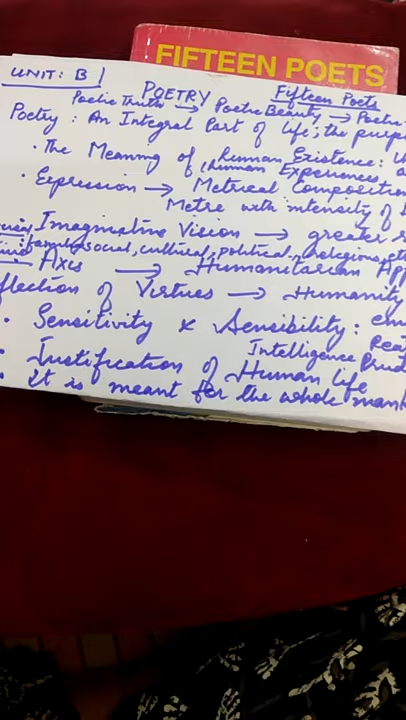 FIFTEEN POETS
UNIT: B1
POETRY Fifteen Poets
Poetic Truth → Poetic Beauty → Poetic
Poetry : An Integral Part of life; the purp
· The Meaning of Human Existence:
Human Experiences
· Expression → Metrical Composition
Metre with intensity of
Imaginative Vision → greater
family, social, cultural, political, religious, etc
Axis → Humanitarian App
flection of Virtues → Humanity
· Sensitivity & Sensibility:
Intelligence
· Justification of Human life
· it is meant for the whole man